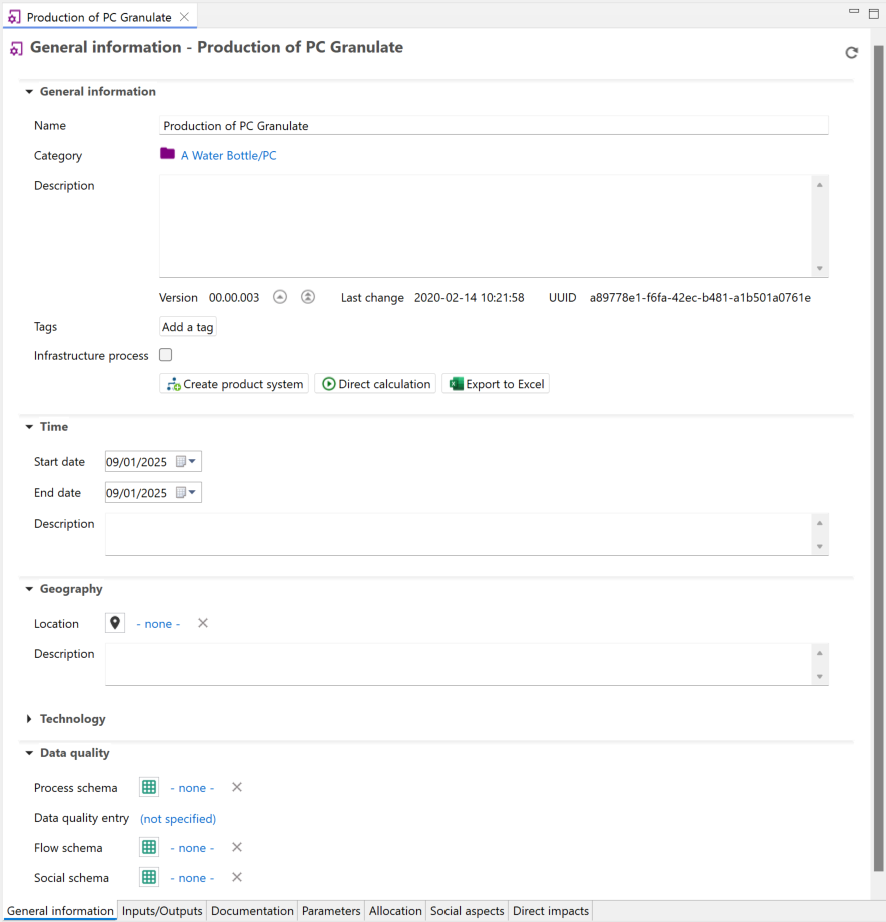 Production of PC Granulate
General information - Production of PC Granulate
General information
Name Production of PC Granulate
Category A Water Bottle/PC
Description
Version 00.00.003 Last change 2020-02-14 10:21:58 UUID a89778e1-f6fa-42ec-b481-a1b501a0761e
Tags Add a tag
Infrastructure process
Create product system Direct calculation Export to Excel
Time
Start date 09/01/2025
End date 09/01/2025
Description
Geography
Location - none -
Description
Technology
Data quality
Process schema - none -
Data quality entry (not specified)
Flow schema - none -
Social schema - none -
General information Inputs/Outputs Documentation Parameters Allocation Social aspects Direct impacts